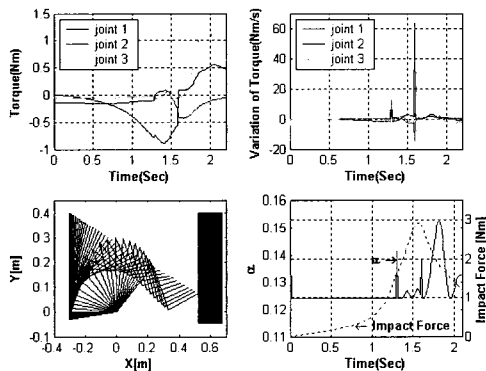 1.5
1
0.5
0
-0.5
-1
Torque(Nm)
joint 1
joint 2
joint 3
0 0.5 1 1.5 2
Time(Sec)
60
40
20
0
-20
Variation of Torque(Nm/s)
joint 1
joint 2
joint 3
0 0.5 1 1.5 2
Time(Sec)
0.4
0.3
0.2
0.1
0
-0.1
Y[m]
-0.4 -0.2 0 0.2 0.4 0.6
X[m]
0.16
0.15
0.14
0.13
0.12
0.11
α
α →
← Impact Force
3
2
1
0
Impact Force [Nm]
0 0.5 1 1.5 2
Time(Sec)